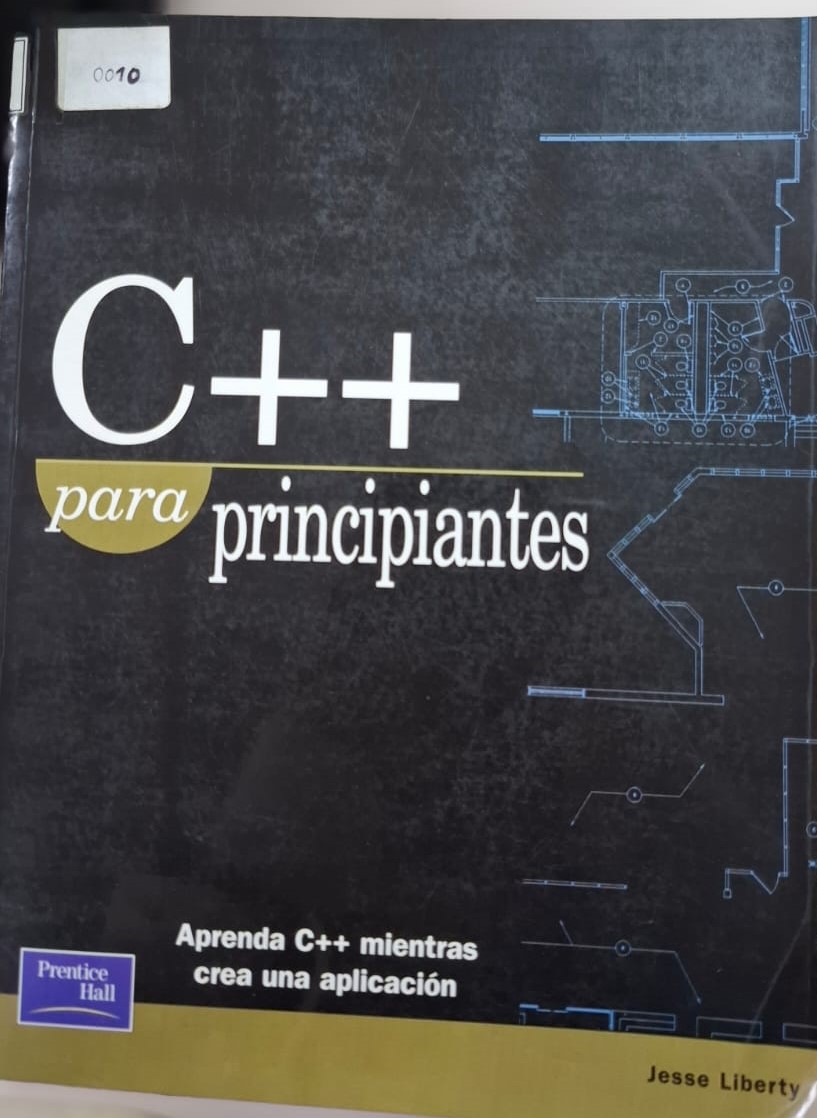 0010
C++
para
principiantes
Aprenda C++ mientras
crea una aplicación
Prentice
Hall
Jesse Liberty